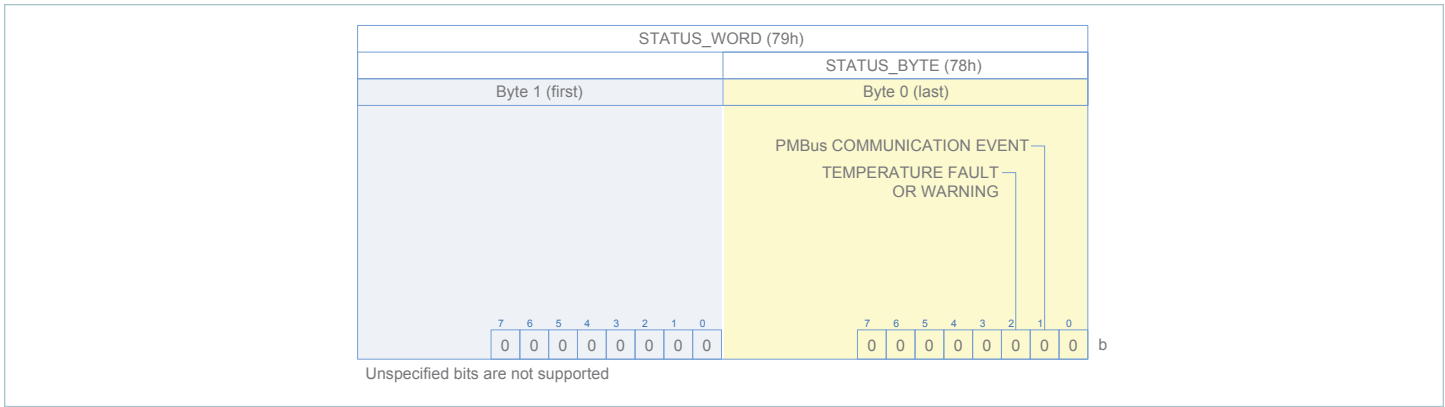 STATUS_WORD (79h)
STATUS_BYTE (78h)
Byte 1 (first) Byte 0 (last)
PMBus COMMUNICATION EVENT
TEMPERATURE FAULT
OR WARNING
7 6 5 4 3 2 1 0 7 6 5 4 3 2 1 0
0 0 0 0 0 0 0 0 0 0 0 0 0 0 0 0 b
Unspecified bits are not supported